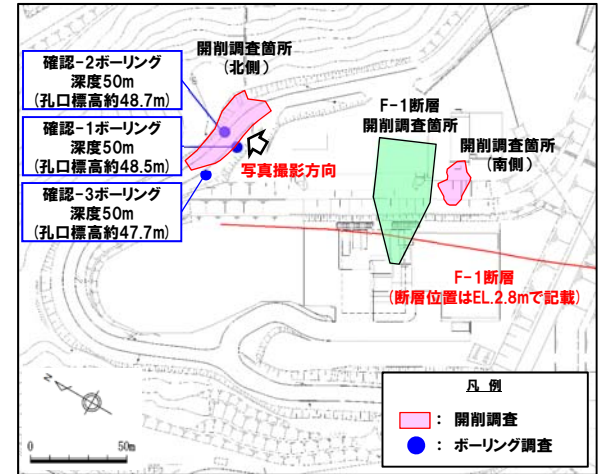 確認-2ボーリング
深度50m
(孔口標高約48.7m)
確認-1ボーリング
深度50m
(孔口標高約48.5m)
確認-3ボーリング
深度50m
(孔口標高約47.7m)
開削調査箇所
(北側)
写真撮影方向
F-1断層
開削調査箇所
開削調査箇所
(南側)
F-1断層
(断層位置はEL.2.8mで記載)
N
0 50m
凡 例
： 開削調査
： ボーリング調査